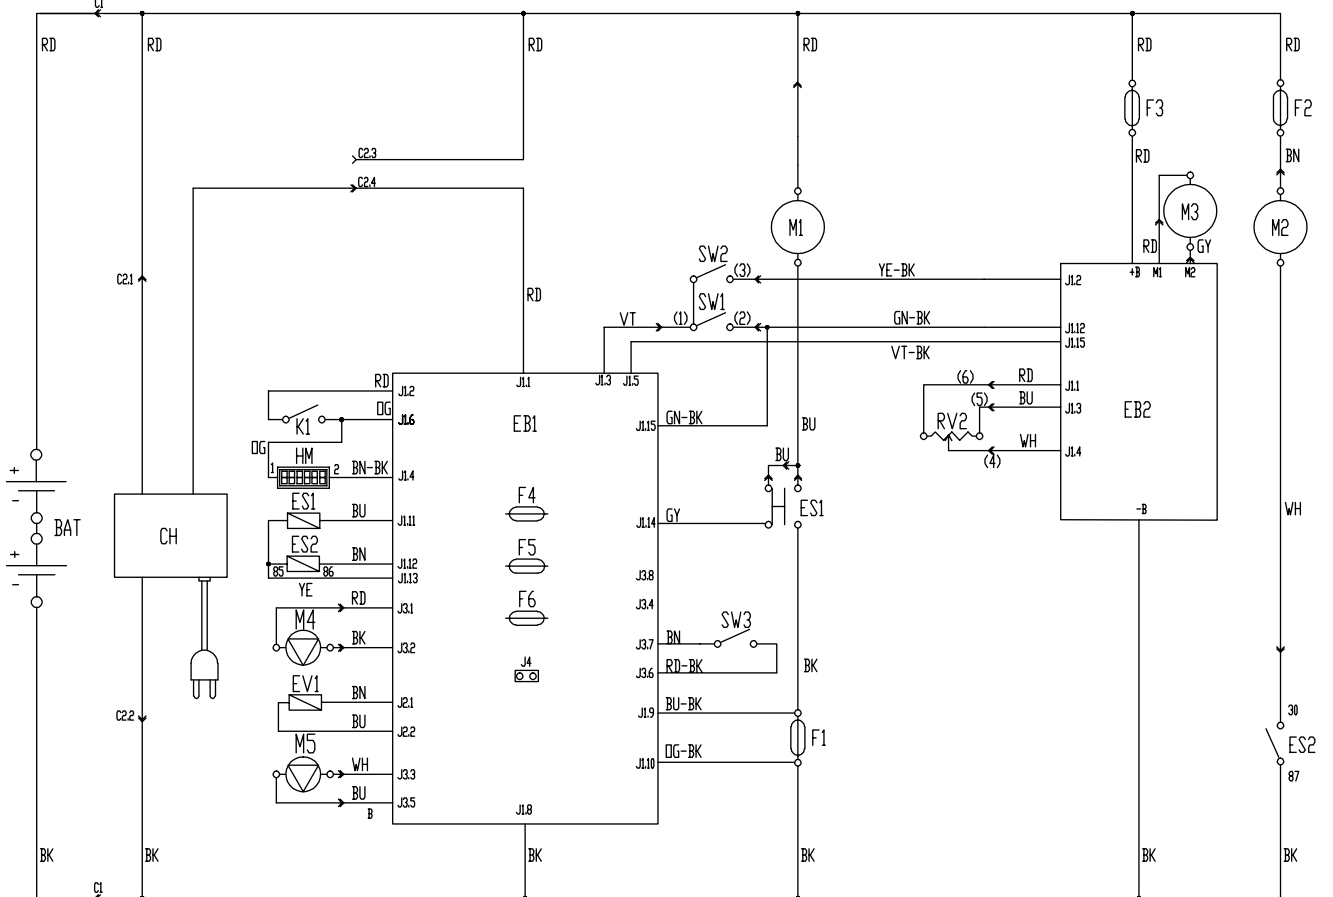 C1
RD RD RD RD RD RD
F3 F2
C2.3
RD BN
C2.4
M3
M1 M2
RD GY
SW2
(3) YE-BK +B M1 M2
C2.1 J1.2
RD SW1
VT (1) (2) GN-BK J1.12
J1.15
VT-BK
RD J1.2 J1.1 J1.3 J1.5 (6) RD J1.1
OG J1.6 (5) BU J1.3
K1 EB1 GN-BK J1.15 BU RV2 EB2
OG WH J1.4
HM (4)
1 2 BN-BK J1.4 BU
+
-
ES1 F4 ES1
BU J1.11 GY J1.14 -B WH
BAT CH
ES2 F5
+ BN J1.12
85 86 J1.13 J3.8
-
YE RD J3.1 F6 J3.4
M4 SW3
BK J3.2 BN J3.7
J4 RD-BK J3.6 BK
EV1 BN J2.1 BU-BK J1.9
C2.2 BU J2.2 30
M5 F1 ES2
WH J3.3 OG-BK J1.10 87
BU J3.5
B J1.8
BK BK BK BK BK BK
C1